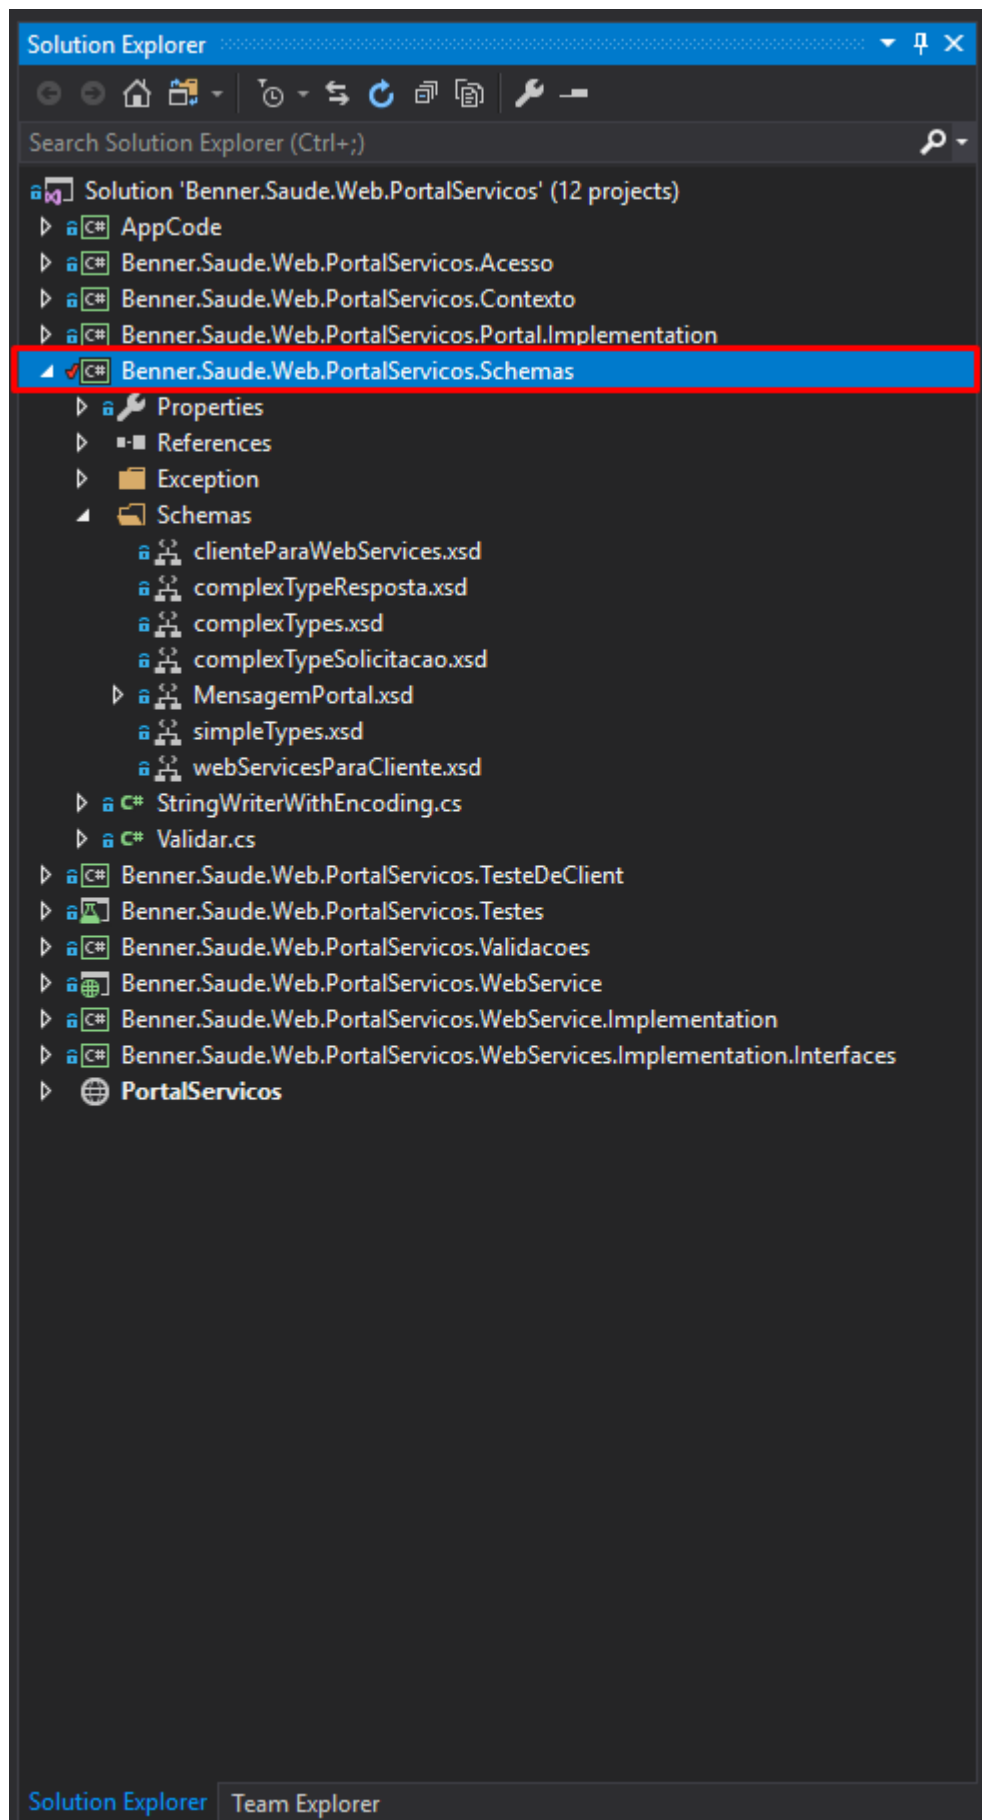 Solution Explorer
Search Solution Explorer (Ctrl+;)
Solution 'Benner.Saude.Web.PortalServicos' (12 projects)
C# AppCode
C# Benner.Saude.Web.PortalServicos.Acesso
C# Benner.Saude.Web.PortalServicos.Contexto
C# Benner.Saude.Web.PortalServicos.Portal.Implementation
C# Benner.Saude.Web.PortalServicos.Schemas
Properties
References
Exception
Schemas
clienteParaWebServices.xsd
complexTypeResposta.xsd
complexTypes.xsd
complexTypeSolicitacao.xsd
MensagemPortal.xsd
simpleTypes.xsd
webServicesParaCliente.xsd
C# StringWriterWithEncoding.cs
C# Validar.cs
C# Benner.Saude.Web.PortalServicos.TesteDeClient
Benner.Saude.Web.PortalServicos.Testes
C# Benner.Saude.Web.PortalServicos.Validacoes
Benner.Saude.Web.PortalServicos.WebService
C# Benner.Saude.Web.PortalServicos.WebService.Implementation
C# Benner.Saude.Web.PortalServicos.WebServices.Implementation.Interfaces
PortalServicos
Solution Explorer Team Explorer